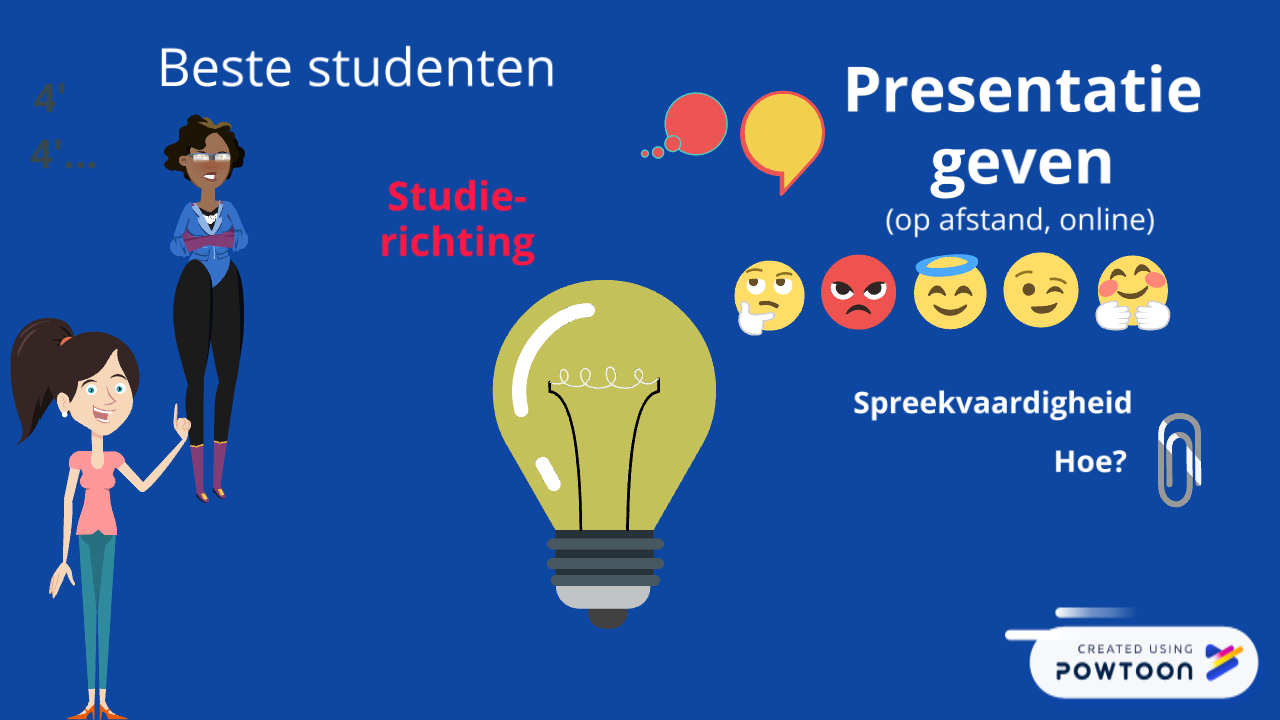 Beste studenten
4'
4'...
Studie-
richting
Presentatie
geven
(op afstand, online)
Spreekvaardigheid
Hoe?
CREATED USING
POWTOON